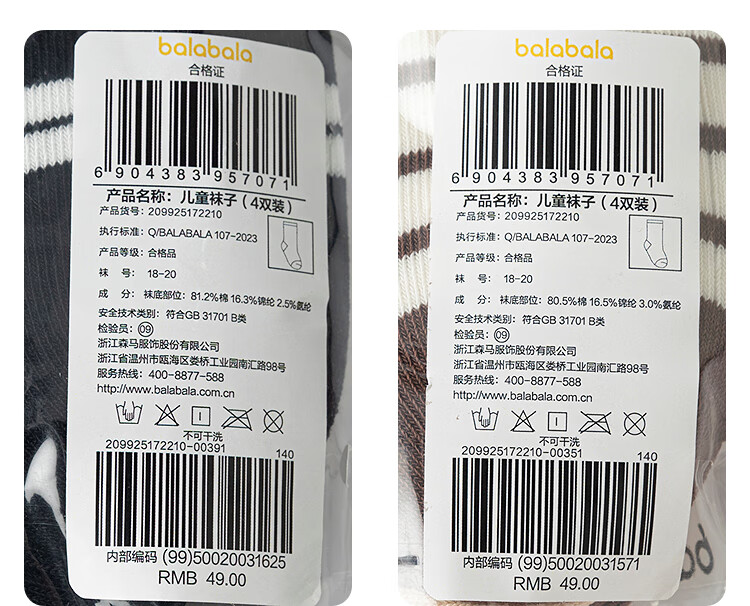 balabala
合格证
6 904383 957071
产品名称：儿童袜子（4双装）
产品货号：209925172210
执行标准：Q/BALABALA 107-2023
产品等级：合格品
袜 号： 18-20
成 分： 袜底部位：81.2%棉 16.3%锦纶 2.5%氨纶
安全技术类别：符合GB 31701 B类
检验员：09
浙江森马服饰股份有限公司
浙江省温州市瓯海区娄桥工业园南汇路98号
服务热线：400-8877-588
http://www.balabala.com.cn
不可干洗
209925172210-00391 140
内部编码 (99)50020031625
RMB 49.00
balabala
合格证
6 904383 957071
产品名称：儿童袜子（4双装）
产品货号：209925172210
执行标准：Q/BALABALA 107-2023
产品等级：合格品
袜 号： 18-20
成 分： 袜底部位：80.5%棉 16.5%锦纶 3.0%氨纶
安全技术类别：符合GB 31701 B类
检验员：09
浙江森马服饰股份有限公司
浙江省温州市瓯海区娄桥工业园南汇路98号
服务热线：400-8877-588
http://www.balabala.com.cn
不可干洗
209925172210-00351 140
内部编码 (99)50020031571
RMB 49.00